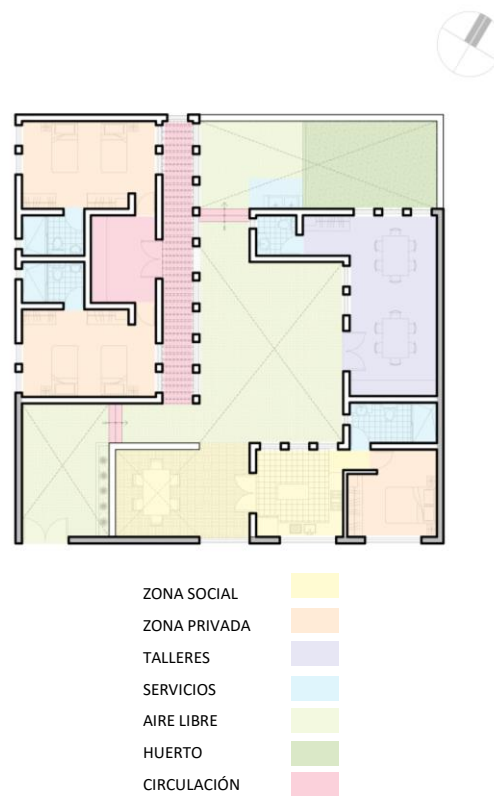 ZONA SOCIAL
ZONA PRIVADA
TALLERES
SERVICIOS
AIRE LIBRE
HUERTO
CIRCULACIÓN